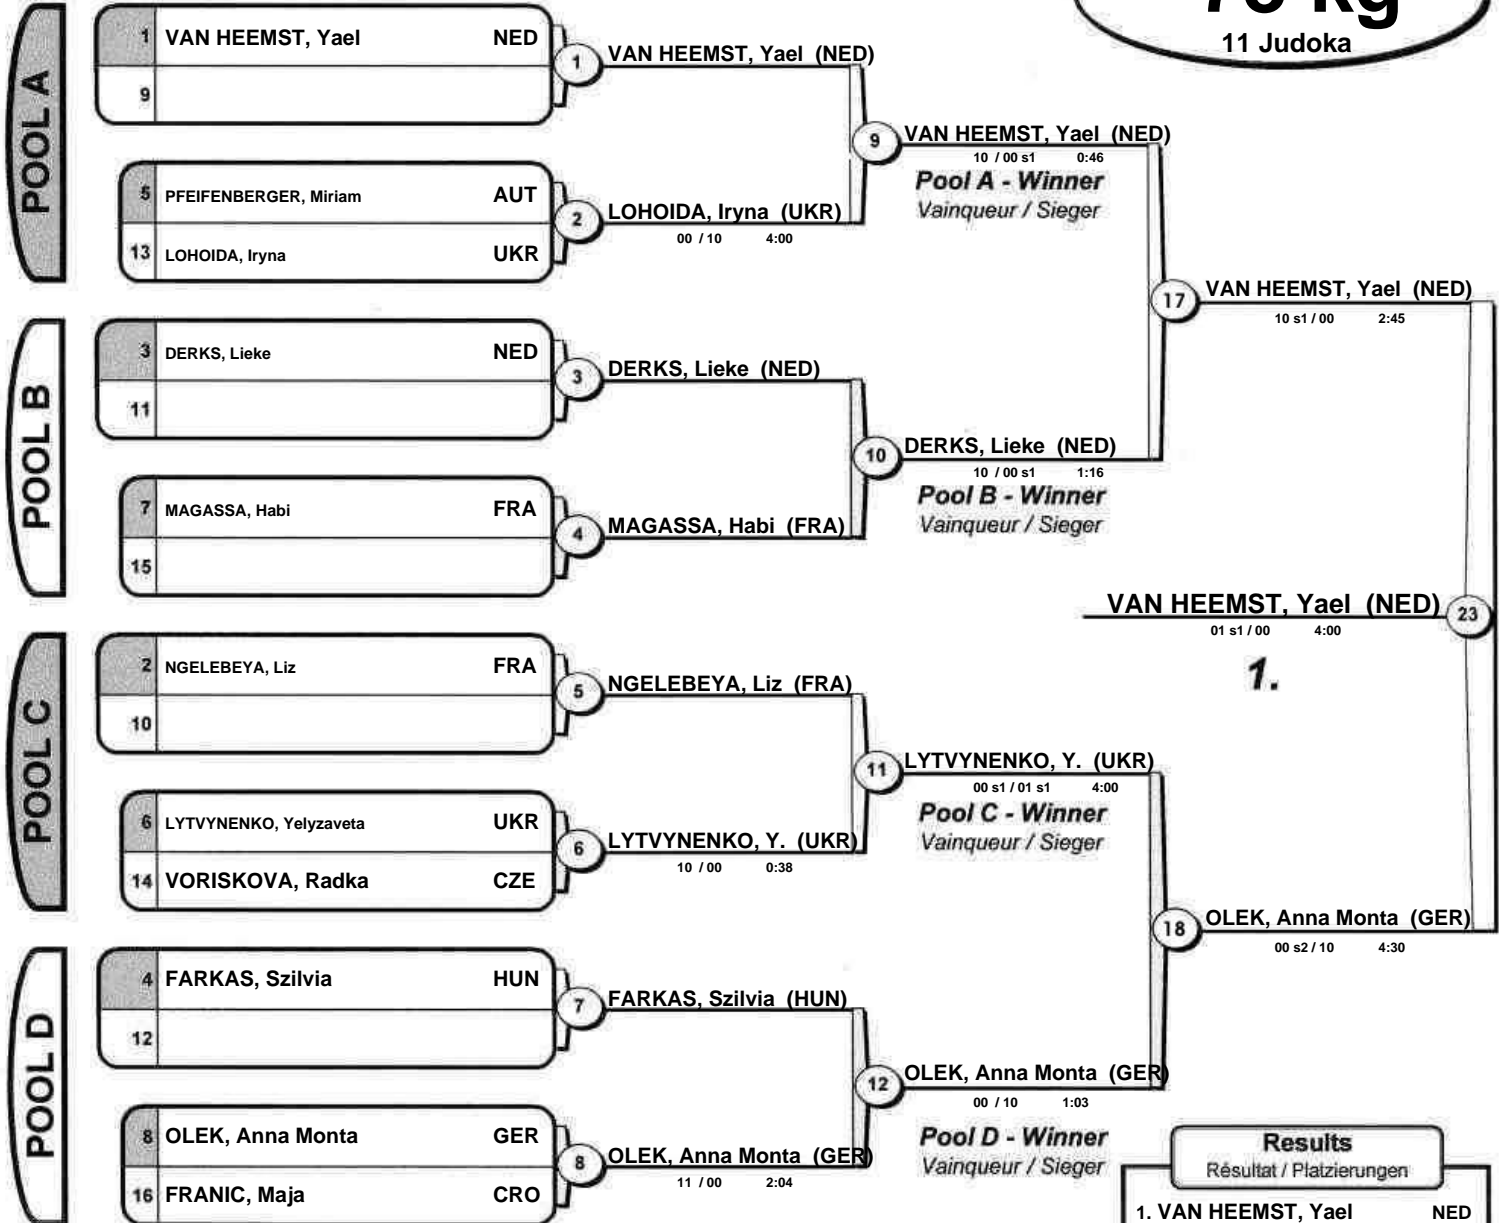 78 kg
11 Judoka
POOL A
1 VAN HEEMST, Yael NED
9
1 VAN HEEMST, Yael (NED)
5 PFEIFENBERGER, Miriam AUT
13 LOHOIDA, Iryna UKR
2 LOHOIDA, Iryna (UKR)
00 / 10 4:00
9 VAN HEEMST, Yael (NED)
10 / 00 s1 0:46
Pool A - Winner
Vainqueur / Sieger
POOL B
3 DERKS, Lieke NED
11
3 DERKS, Lieke (NED)
7 MAGASSA, Habi FRA
15
4 MAGASSA, Habi (FRA)
10 DERKS, Lieke (NED)
10 / 00 s1 1:16
Pool B - Winner
Vainqueur / Sieger
17 VAN HEEMST, Yael (NED)
10 s1 / 00 2:45
VAN HEEMST, Yael (NED) 23
01 s1 / 00 4:00
1.
POOL C
2 NGELEBEYA, Liz FRA
10
5 NGELEBEYA, Liz (FRA)
6 LYTVYNENKO, Yelyzaveta UKR
14 VORISKOVA, Radka CZE
6 LYTVYNENKO, Y. (UKR)
10 / 00 0:38
11 LYTVYNENKO, Y. (UKR)
00 s1 / 01 s1 4:00
Pool C - Winner
Vainqueur / Sieger
POOL D
4 FARKAS, Szilvia HUN
12
7 FARKAS, Szilvia (HUN)
8 OLEK, Anna Monta GER
16 FRANIC, Maja CRO
8 OLEK, Anna Monta (GER)
11 / 00 2:04
12 OLEK, Anna Monta (GER)
00 / 10 1:03
Pool D - Winner
Vainqueur / Sieger
18 OLEK, Anna Monta (GER)
00 s2 / 10 4:30
Results
Résultat / Platzierungen
1. VAN HEEMST, Yael NED